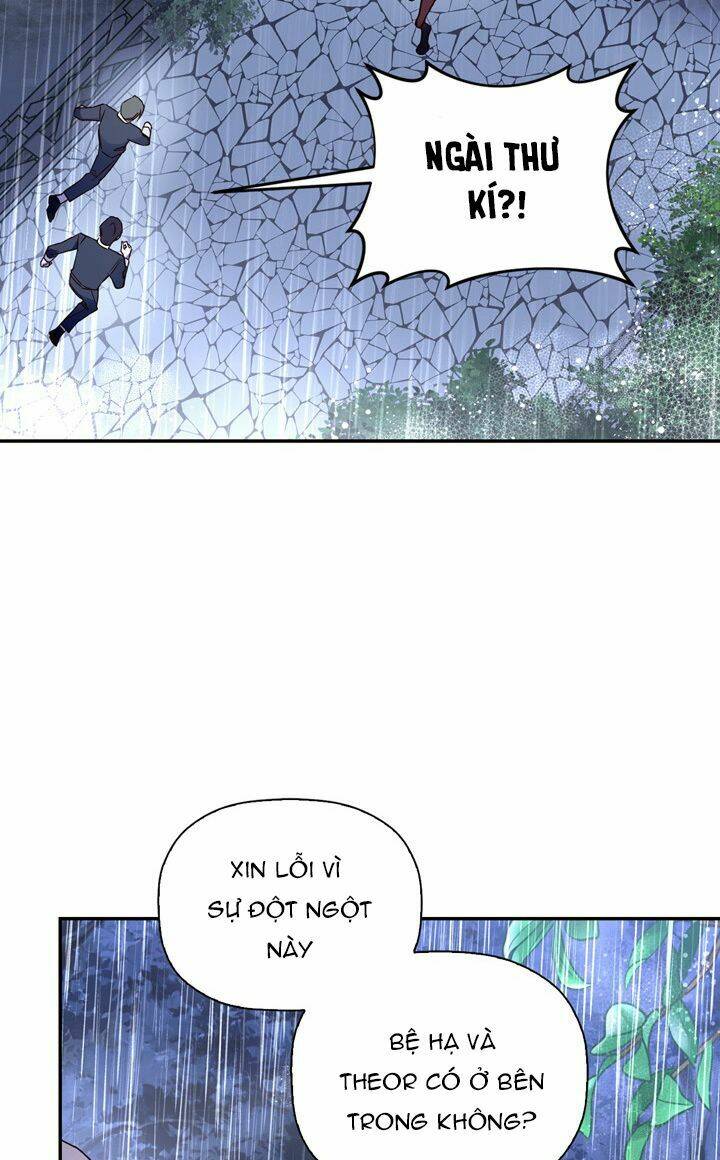 NGÀI THƯ
KÍ?!
XIN LỖI VÌ
SỰ ĐỘT NGỘT
NÀY
BỆ HẠ VÀ
THEOR CÓ Ở BÊN
TRONG KHÔNG?